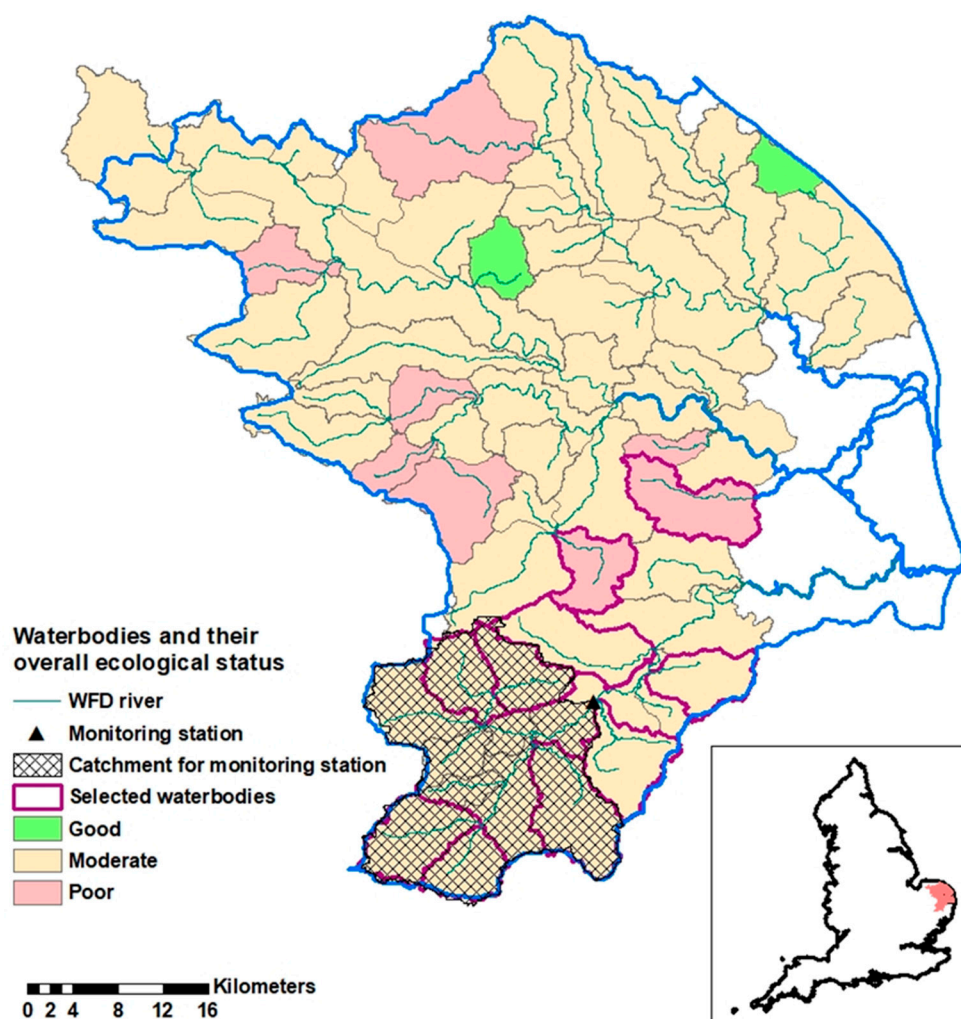 Waterbodies and their
overall ecological status
WFD river
Monitoring station
Catchment for monitoring station
Selected waterbodies
Good
Moderate
Poor
Kilometers
0 2 4 8 12 16